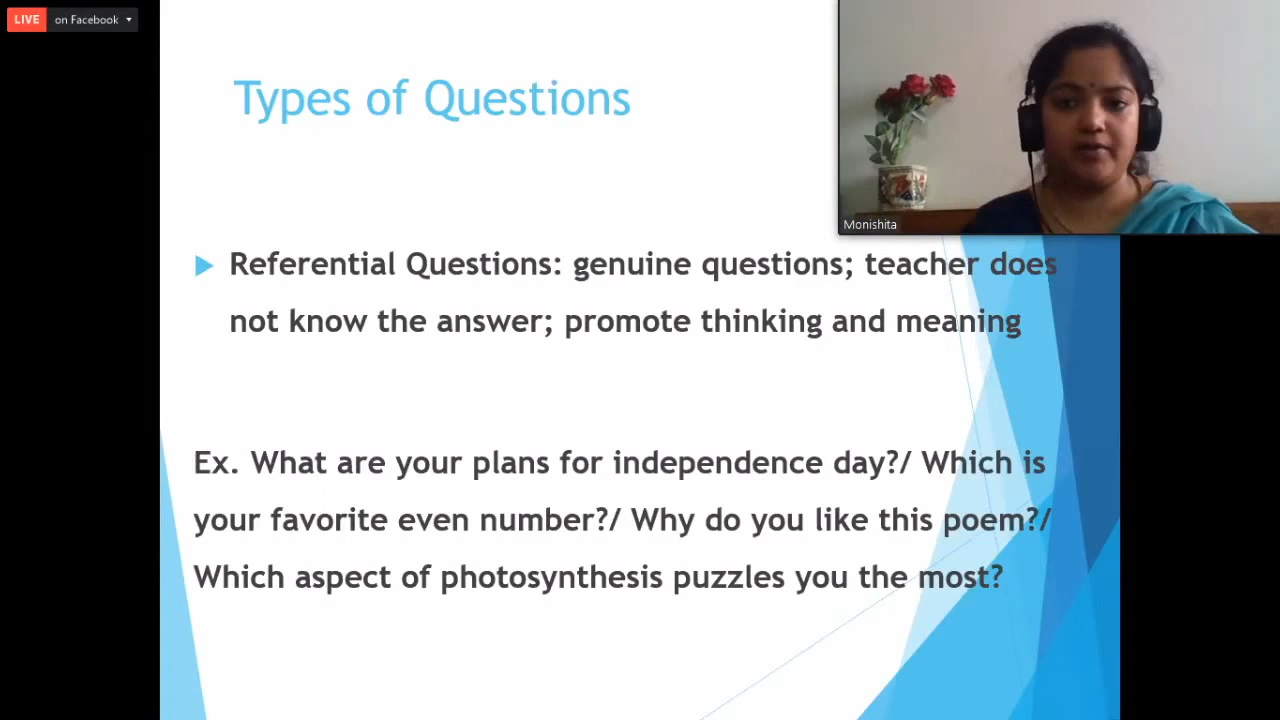 LIVE on Facebook
Types of Questions
Monishita
Referential Questions: genuine questions; teacher does
not know the answer; promote thinking and meaning
Ex. What are your plans for independence day?/ Which is
your favorite even number?/ Why do you like this poem?/
Which aspect of photosynthesis puzzles you the most?